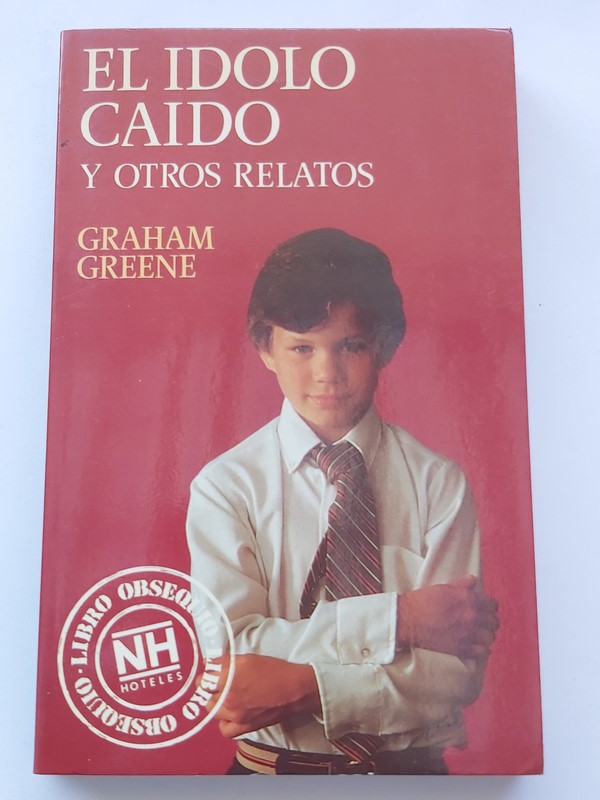 EL IDOLO
CAIDO
Y OTROS RELATOS
GRAHAM
GREENE
LIBRO OBSEQUIO · LIBRO OBSEQUIO ·
NH
HOTELES